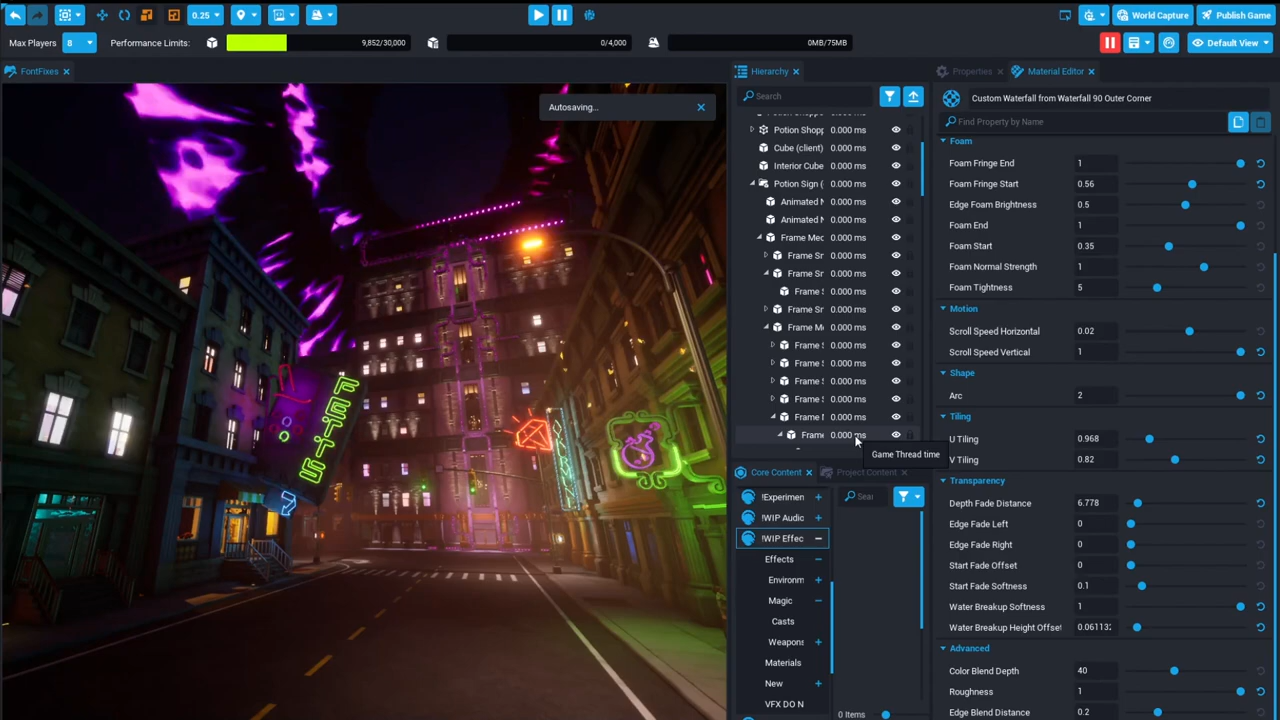 0.25
World Capture
Publish Game
Max Players
8
Performance Limits:
9,852/30,000
0/4,000
0MB/75MB
Default View
FontFixes
Hierarchy
Properties
Material Editor
Autosaving...
Search
Custom Waterfall from Waterfall 90 Outer Corner
Find Property by Name
Potion Shopp 0.000 ms
Cube (client) 0.000 ms
Interior Cube 0.000 ms
Potion Sign ( 0.000 ms
Animated N 0.000 ms
Animated N 0.000 ms
Frame Mec 0.000 ms
Frame Sr 0.000 ms
Frame Sr 0.000 ms
Frame S 0.000 ms
Frame Sr 0.000 ms
Frame Mo 0.000 ms
Frame S 0.000 ms
Frame S 0.000 ms
Frame S 0.000 ms
Frame S 0.000 ms
Frame M 0.000 ms
Frame 0.000 ms
Game Thread time
Core Content
Project Content
!Experimen
!WIP Audic
!WIP Effec
Effects
Environm
Magic
Casts
Weapons
Materials
New
VFX DO N
Sear
0 Items
Foam
Foam Fringe End 1
Foam Fringe Start 0.56
Edge Foam Brightness 0.5
Foam End 1
Foam Start 0.35
Foam Normal Strength 1
Foam Tightness 5
Motion
Scroll Speed Horizontal 0.02
Scroll Speed Vertical 1
Shape
Arc 2
Tiling
U Tiling 0.968
V Tiling 0.82
Transparency
Depth Fade Distance 6.778
Edge Fade Left 0
Edge Fade Right 0
Start Fade Offset 0
Start Fade Softness 0.1
Water Breakup Softness 1
Water Breakup Height Offset 0.06113
Advanced
Color Blend Depth 40
Roughness 1
Edge Blend Distance 0.2